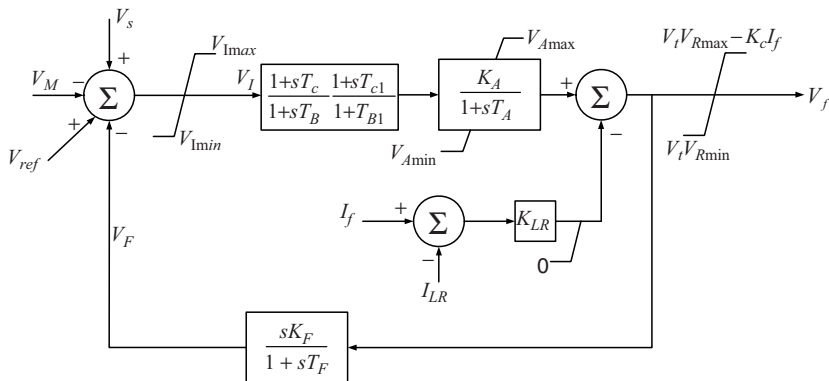 V_s
+
V_Imax
V_tV_Rmax – K_cI_f
V_Amax
V_M
–
Σ
V_I
1+sT_c 1+sT_c1
1+sT_B 1+T_B1
K_A
1+sT_A
+
Σ
V_f
+
–
–
V_ref
V_Imin
V_Amin
V_tV_Rmin
I_f
+
Σ
K_LR
–
0
V_F
I_LR
sK_F
1 + sT_F